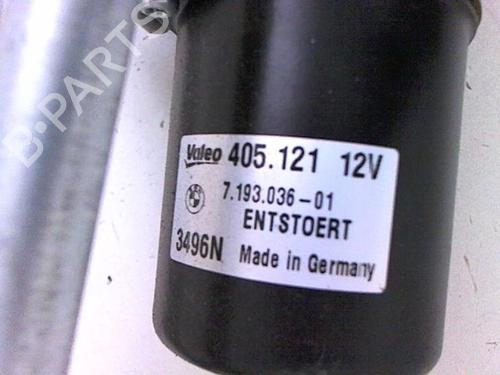 B-PARTS
Valeo 405.121 12V
7.193.036-01
ENTSTOERT
3496N Made in Germany